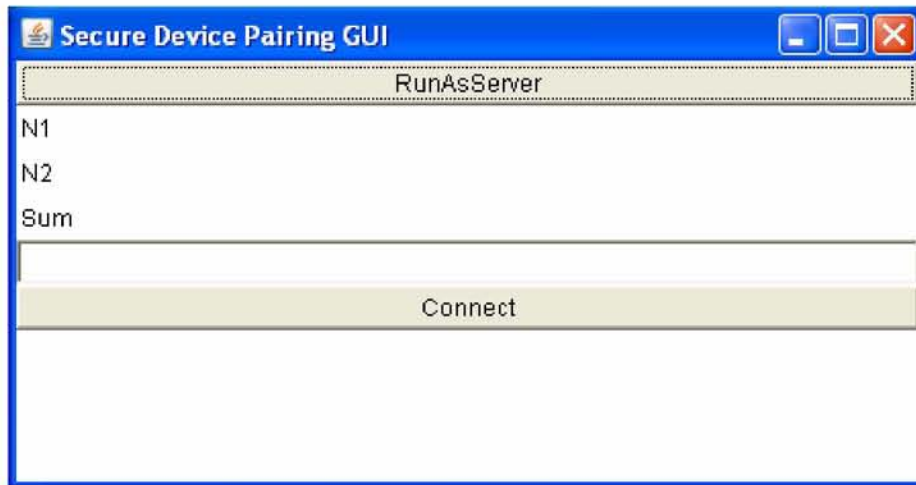 Secure Device Pairing GUI
RunAsServer
N1
N2
Sum
Connect